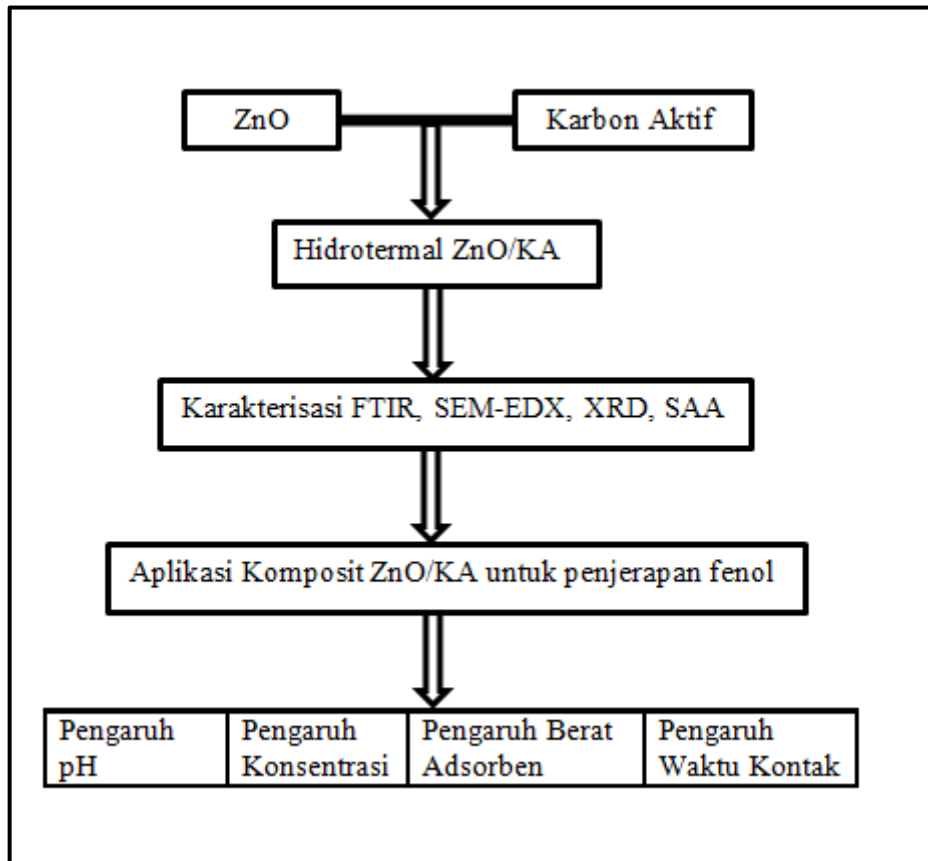 ZnO
Karbon Aktif
Hidrotermal ZnO/KA
Karakterisasi FTIR, SEM-EDX, XRD, SAA
Aplikasi Komposit ZnO/KA untuk penjerapan fenol
Pengaruh
pH
Pengaruh
Konsentrasi
Pengaruh Berat
Adsorben
Pengaruh
Waktu Kontak